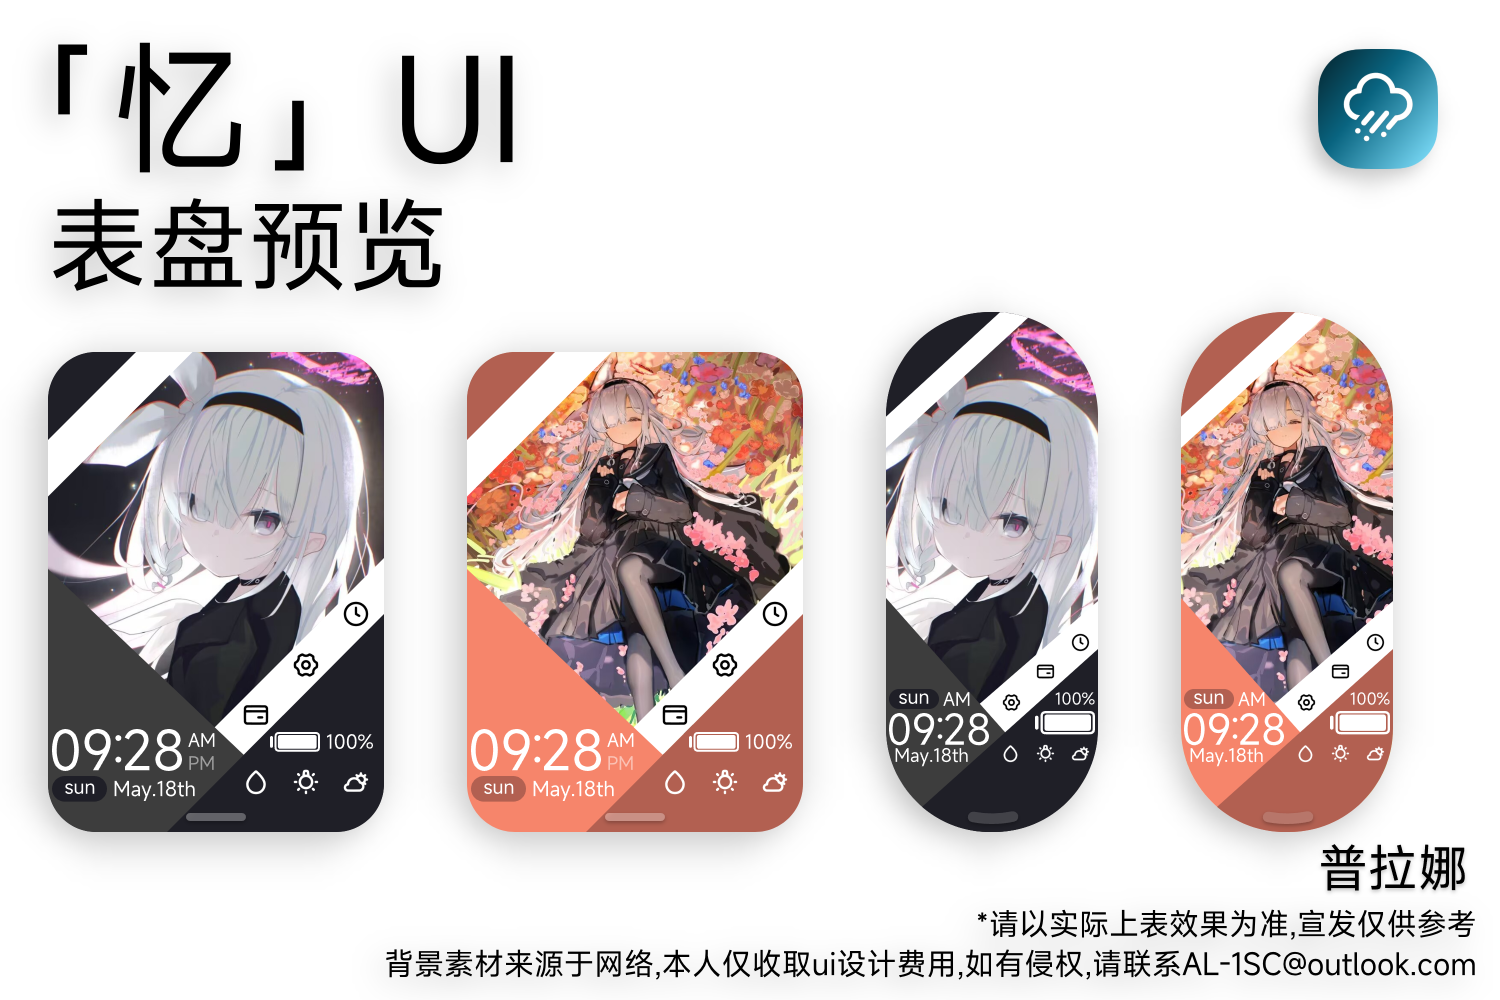 「忆」UI
表盘预览
09:28 AM
PM
100%
sun May.18th
09:28 AM
PM
100%
sun May.18th
sun AM
100%
09:28
May.18th
sun AM
100%
09:28
May.18th
普拉娜
*请以实际上表效果为准,宣发仅供参考
背景素材来源于网络,本人仅收取ui设计费用,如有侵权,请联系AL-1SC@outlook.com